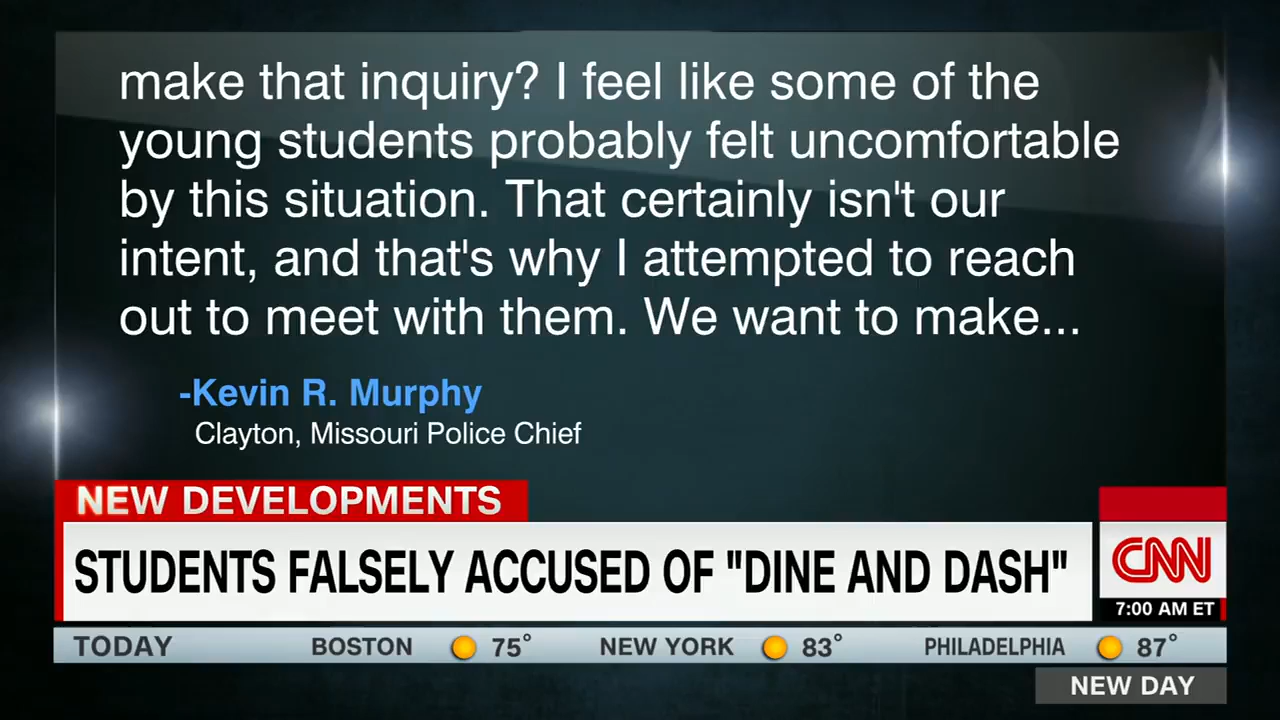 make that inquiry? I feel like some of the
young students probably felt uncomfortable
by this situation. That certainly isn't our
intent, and that's why I attempted to reach
out to meet with them. We want to make...
-Kevin R. Murphy
Clayton, Missouri Police Chief
NEW DEVELOPMENTS
STUDENTS FALSELY ACCUSED OF "DINE AND DASH"
CNN
7:00 AM ET
TODAY BOSTON 75° NEW YORK 83° PHILADELPHIA 87°
NEW DAY